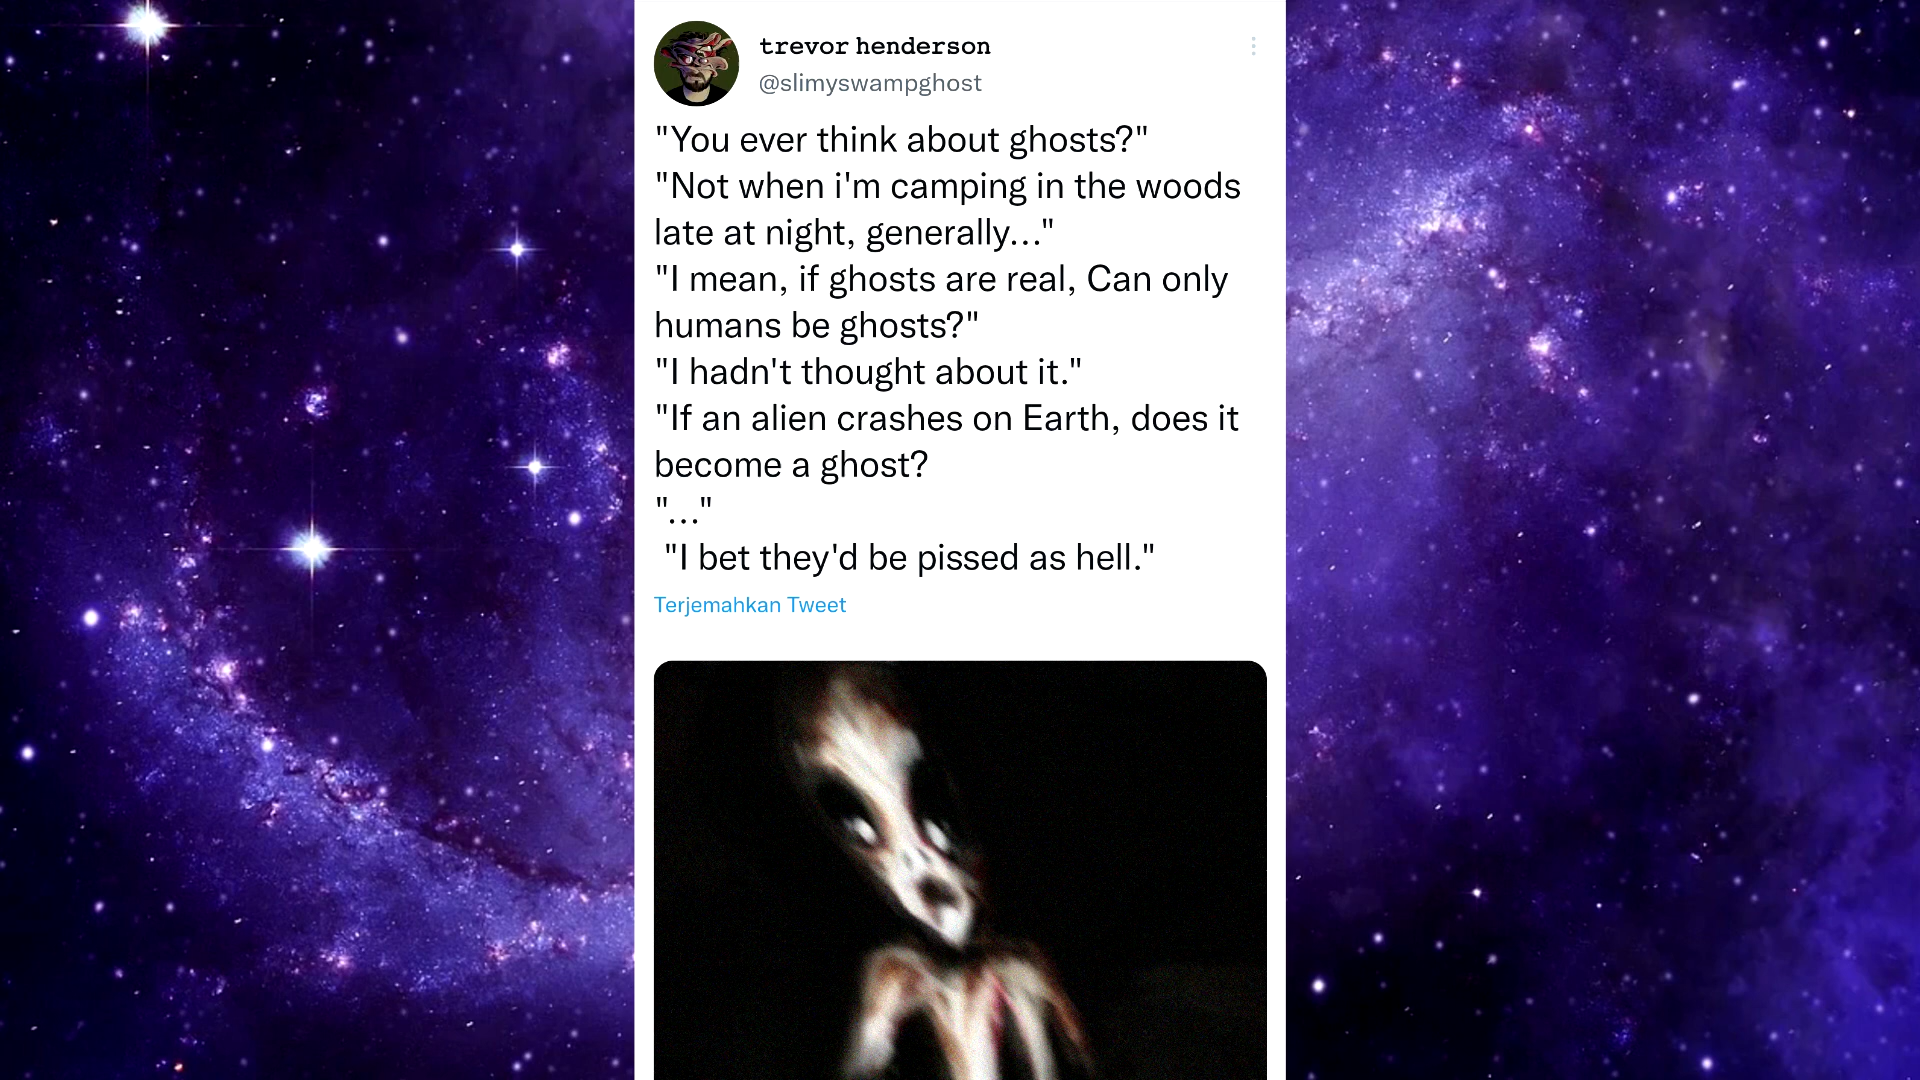 trevor henderson
@slimyswampghost
"You ever think about ghosts?"
"Not when i'm camping in the woods
late at night, generally..."
"I mean, if ghosts are real, Can only
humans be ghosts?"
"I hadn't thought about it."
"If an alien crashes on Earth, does it
become a ghost?
"..."
"I bet they'd be pissed as hell."
Terjemahkan Tweet